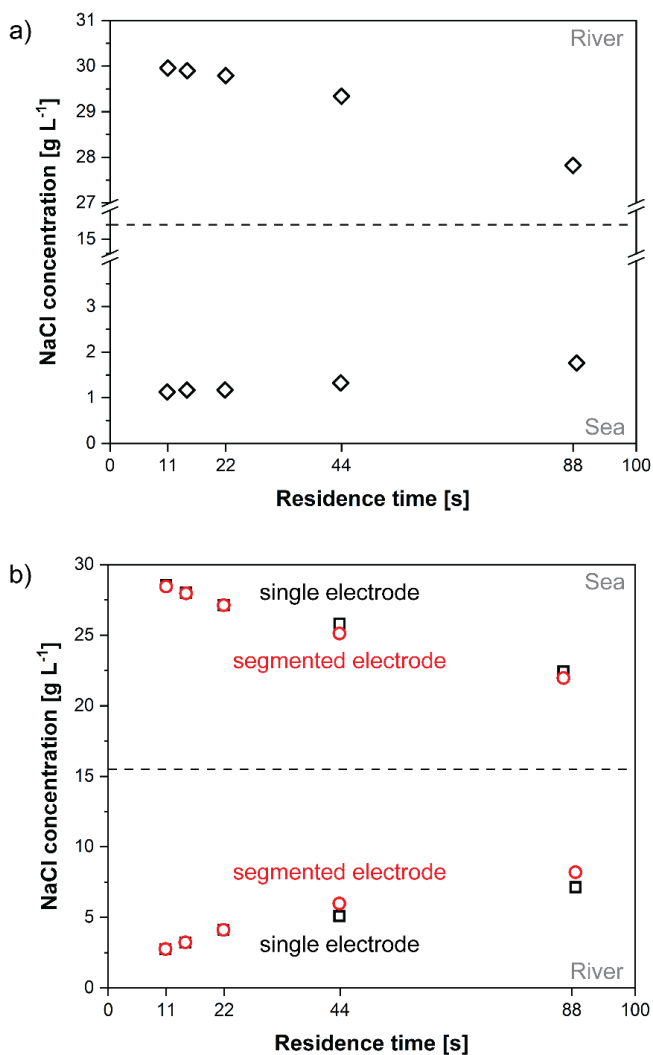 a)
River
31
30
29
28
27
15
3
2
1
0
NaCl concentration [g L⁻¹]
Sea
0 11 22 44 88 100
Residence time [s]
b)
Sea
30
25
20
15
10
5
0
NaCl concentration [g L⁻¹]
single electrode
segmented electrode
segmented electrode
single electrode
River
0 11 22 44 88 100
Residence time [s]